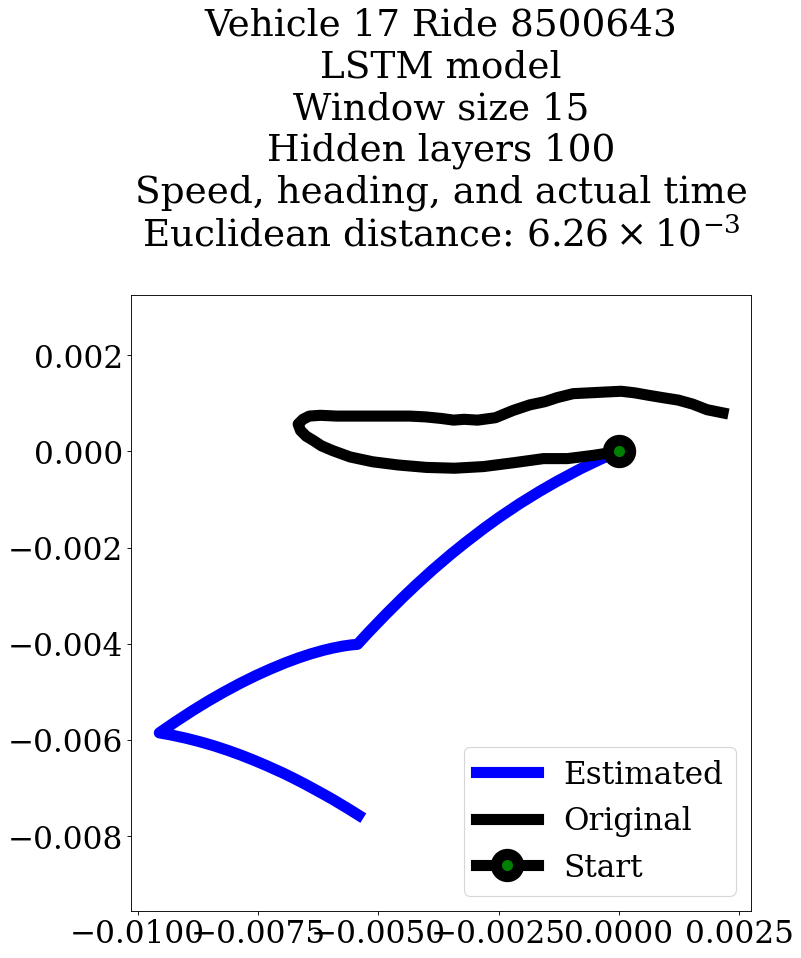 Vehicle 17 Ride 8500643
LSTM model
Window size 15
Hidden layers 100
Speed, heading, and actual time
Euclidean distance: 6.26 × 10⁻³
0.002
0.000
−0.002
−0.004
−0.006
−0.008
Estimated
Original
Start
−0.0100 −0.0075 −0.0050 −0.0025 0.0000 0.0025